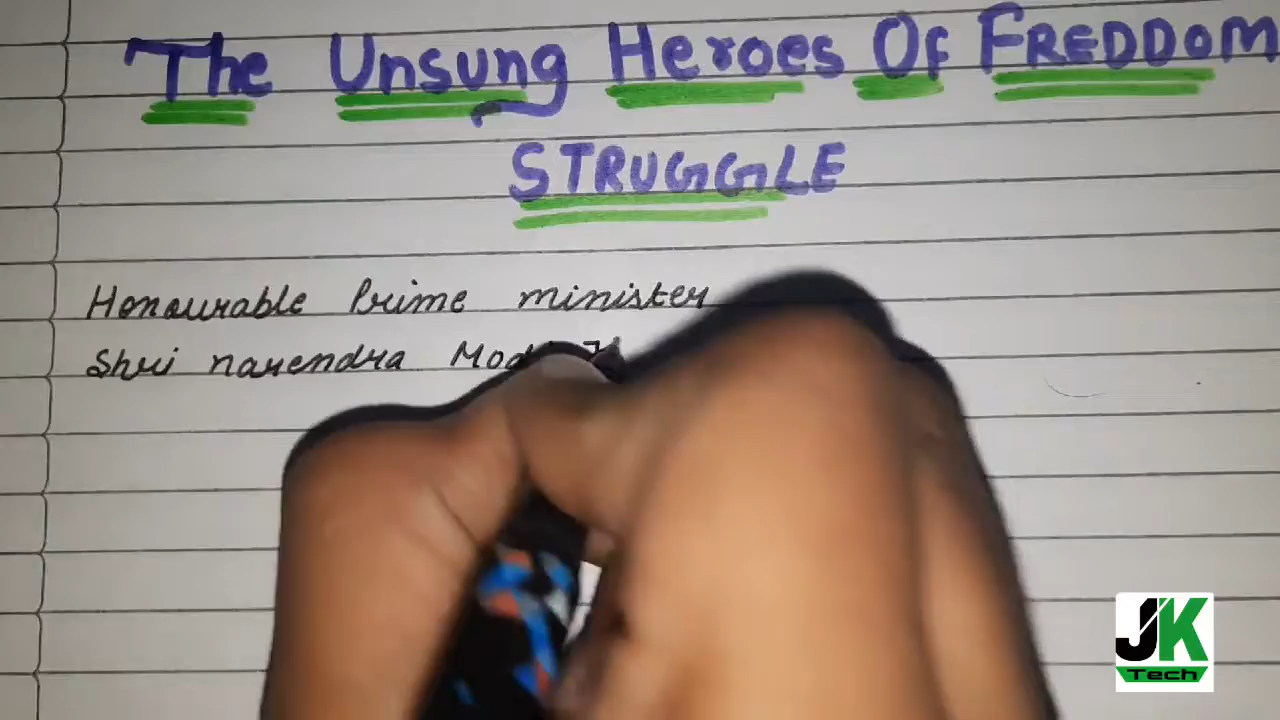 The Unsung Heroes Of FREDDOM
STRUGGLE
Honourable Prime minister
Shri narendra
JK
Tech